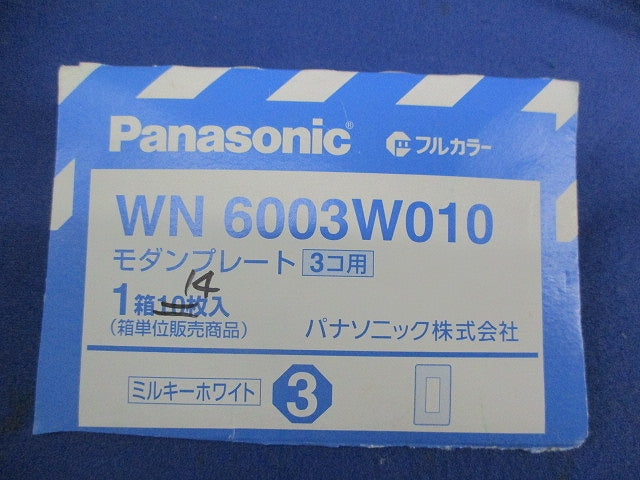 Panasonic® フルカラー
WN 6003W010
モダンプレート 3コ用
14
1箱10枚入
(箱単位販売商品) パナソニック株式会社
ミルキーホワイト 3